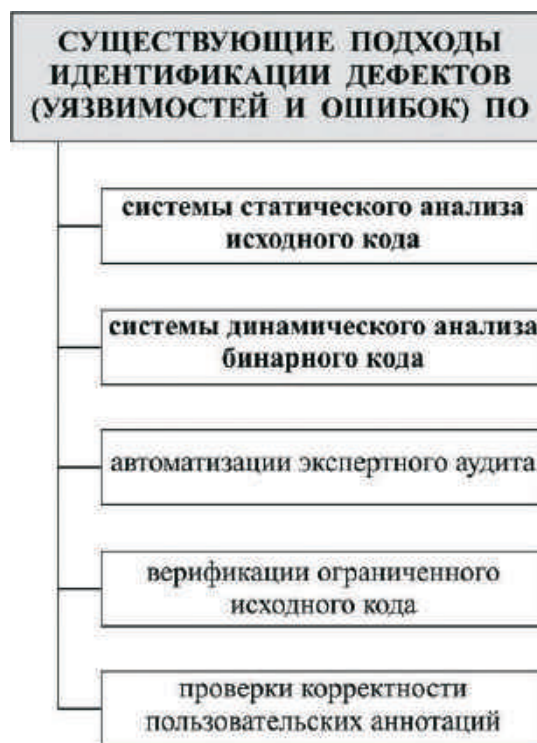 СУЩЕСТВУЮЩИЕ ПОДХОДЫ
ИДЕНТИФИКАЦИИ ДЕФЕКТОВ
(УЯЗВИМОСТЕЙ И ОШИБОК) ПО
системы статического анализа
исходного кода
системы динамического анализа
бинарного кода
автоматизации экспертного аудита
верификации ограниченного
исходного кода
проверки корректности
пользовательских аннотаций